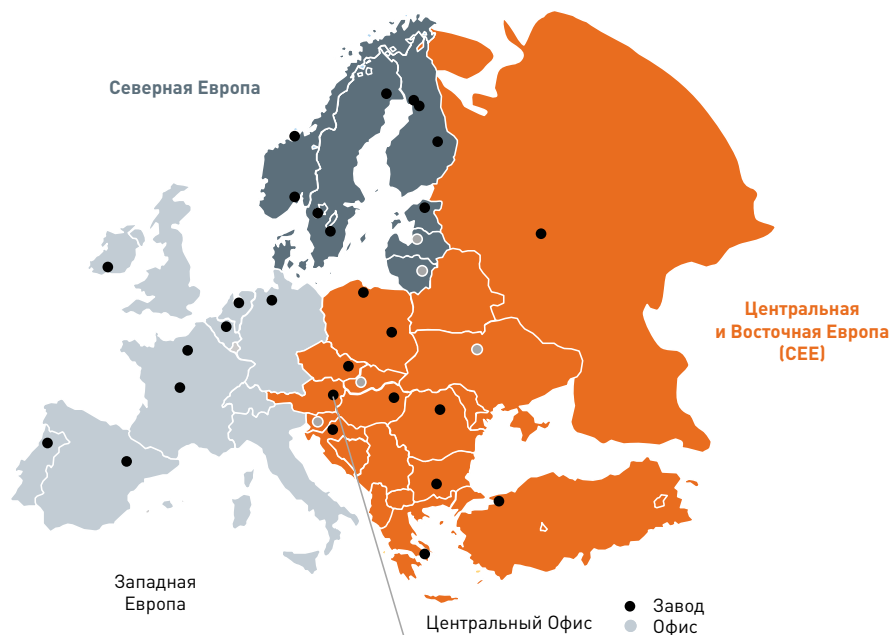 Северная Европа
Центральная
и Восточная Европа
(CEE)
Западная
Европа
Центральный Офис
Завод
Офис